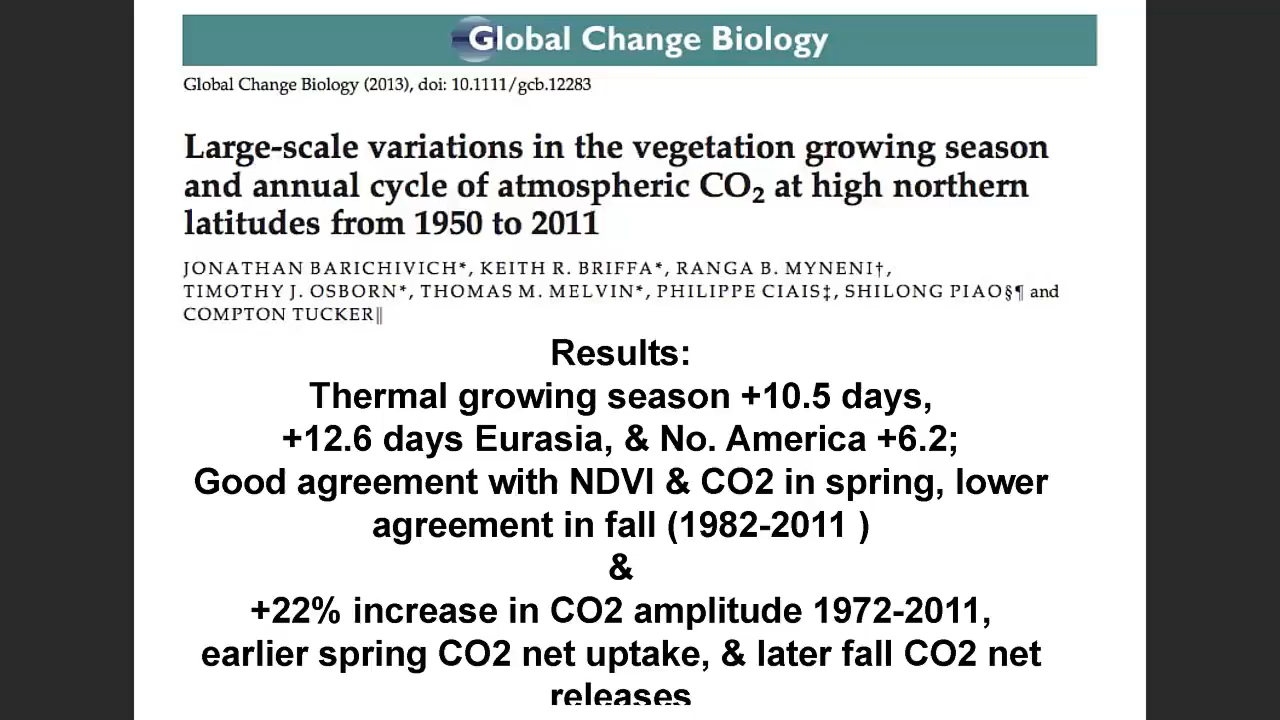 Global Change Biology
Global Change Biology (2013), doi: 10.1111/gcb.12283
Large-scale variations in the vegetation growing season
and annual cycle of atmospheric CO₂ at high northern
latitudes from 1950 to 2011
JONATHAN BARICHIVICH*, KEITH R. BRIFFA*, RANGA B. MYNENI†,
TIMOTHY J. OSBORN*, THOMAS M. MELVIN*, PHILIPPE CIAIS‡, SHILONG PIAO§¶ and
COMPTON TUCKER‖
Results:
Thermal growing season +10.5 days,
+12.6 days Eurasia, & No. America +6.2;
Good agreement with NDVI & CO2 in spring, lower
agreement in fall (1982-2011 )
&
+22% increase in CO2 amplitude 1972-2011,
earlier spring CO2 net uptake, & later fall CO2 net
releases